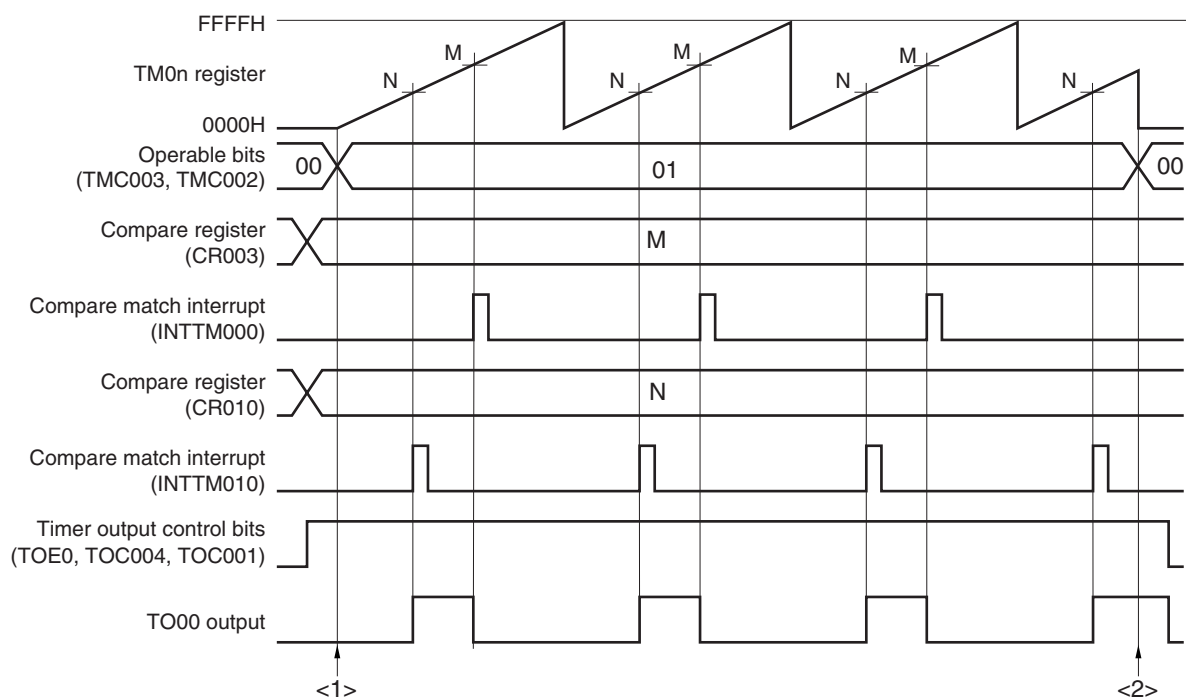 FFFFH
M M M
TM0n register
N N N N
0000H
Operable bits
(TMC003, TMC002)
00 01 00
Compare register
(CR003)
M
Compare match interrupt
(INTTM000)
Compare register
(CR010)
N
Compare match interrupt
(INTTM010)
Timer output control bits
(TOE0, TOC004, TOC001)
TO00 output
<1> <2>